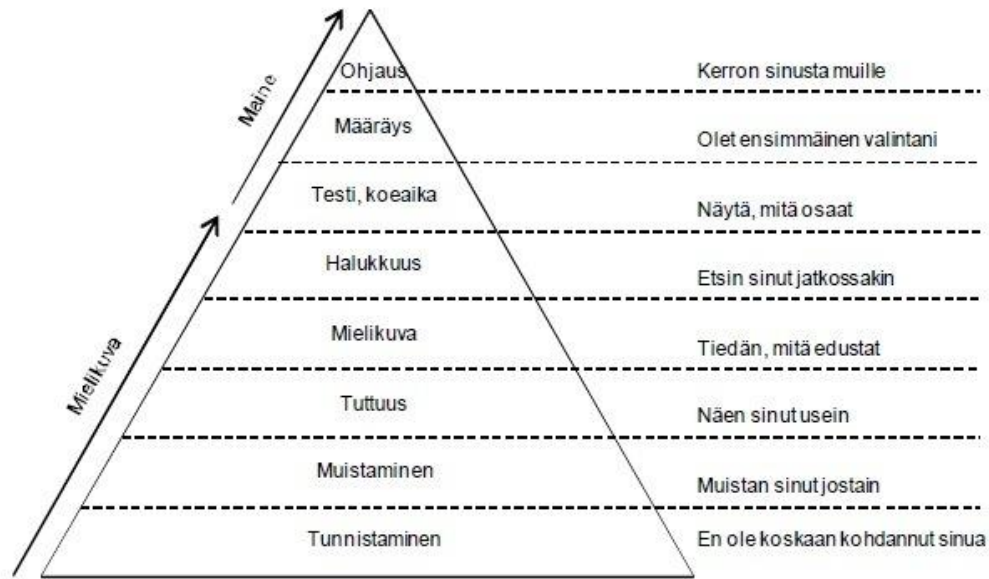 Maine
Mielikuva
Ohjaus
Kerron sinusta muille
Määräys
Olet ensimmäinen valintani
Testi, koeaika
Näytä, mitä osaat
Halukkuus
Etsin sinut jatkossakin
Mielikuva
Tiedän, mitä edustat
Tuttuus
Näen sinut usein
Muistaminen
Muistan sinut jostain
Tunnistaminen
En ole koskaan kohdannut sinua